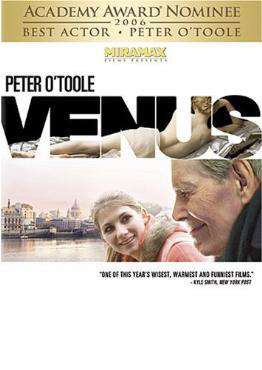 ACADEMY AWARD NOMINEE
2006
BEST ACTOR • PETER O'TOOLE
MIRAMAX
FILMS PRESENTS
PETER O'TOOLE
VENUS
"ONE OF THIS YEAR'S WISEST, WARMEST AND FUNNIEST FILMS."
- KYLE SMITH, NEW YORK POST